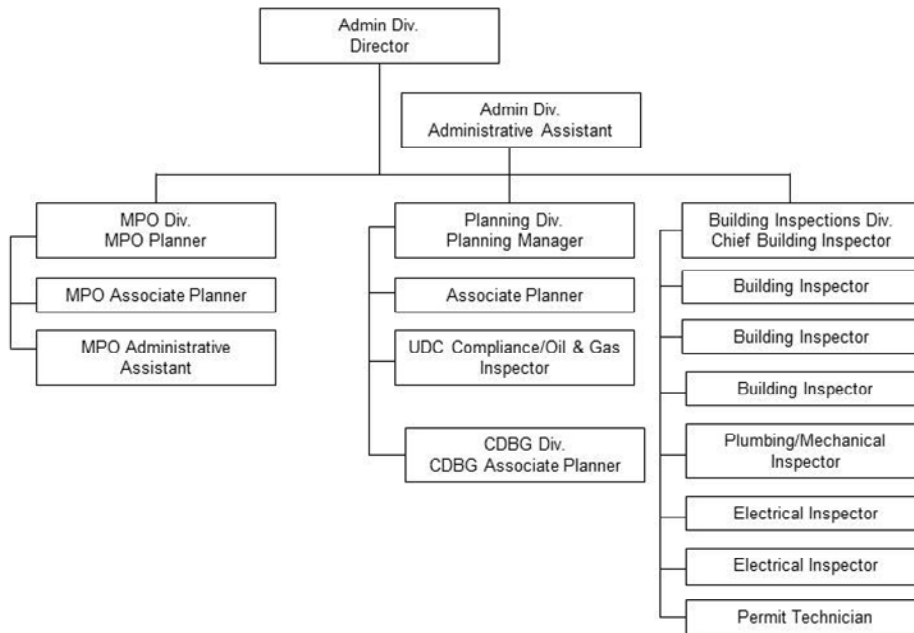 Admin Div.
Director
Admin Div.
Administrative Assistant
MPO Div.
MPO Planner
MPO Associate Planner
MPO Administrative
Assistant
Planning Div.
Planning Manager
Associate Planner
UDC Compliance/Oil & Gas
Inspector
CDBG Div.
CDBG Associate Planner
Building Inspections Div.
Chief Building Inspector
Building Inspector
Building Inspector
Building Inspector
Plumbing/Mechanical
Inspector
Electrical Inspector
Electrical Inspector
Permit Technician